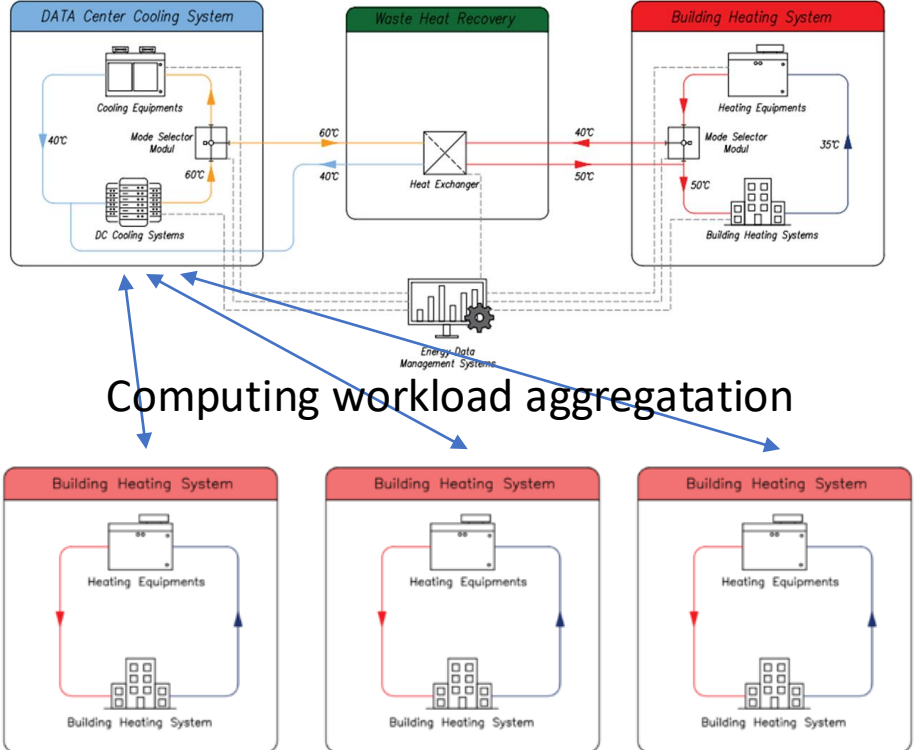 DATA Center Cooling System
Waste Heat Recovery
Building Heating System
Cooling Equipments
Mode Selector
Modul
40℃
60℃
DC Cooling Systems
60℃
40℃
Heat Exchanger
40℃
50℃
Heating Equipments
Mode Selector
Modul
35℃
50℃
Building Heating Systems
Energy Data
Management Systems
Computing workload aggregatation
Building Heating System
Heating Equipments
Building Heating System
Building Heating System
Heating Equipments
Building Heating System
Building Heating System
Heating Equipments
Building Heating System